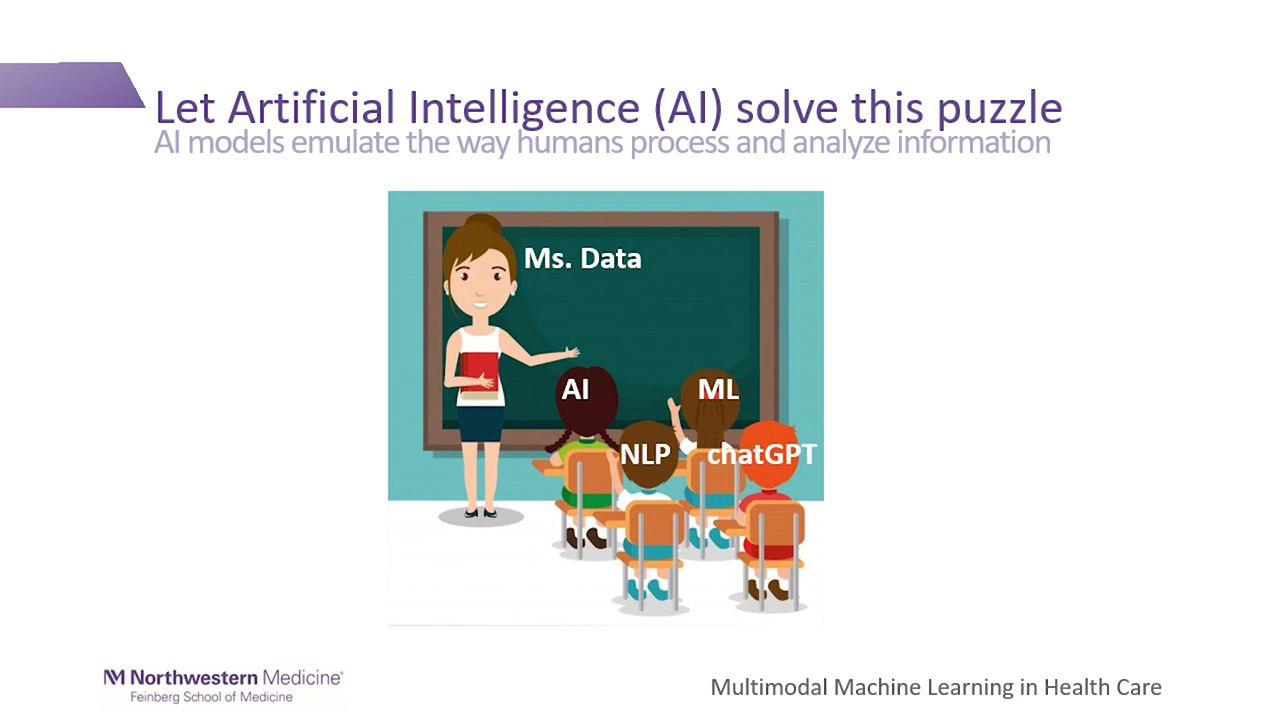 Let Artificial Intelligence (AI) solve this puzzle
AI models emulate the way humans process and analyze information
Ms. Data
AI
ML
NLP
chatGPT
NM Northwestern Medicine®
Feinberg School of Medicine
Multimodal Machine Learning in Health Care